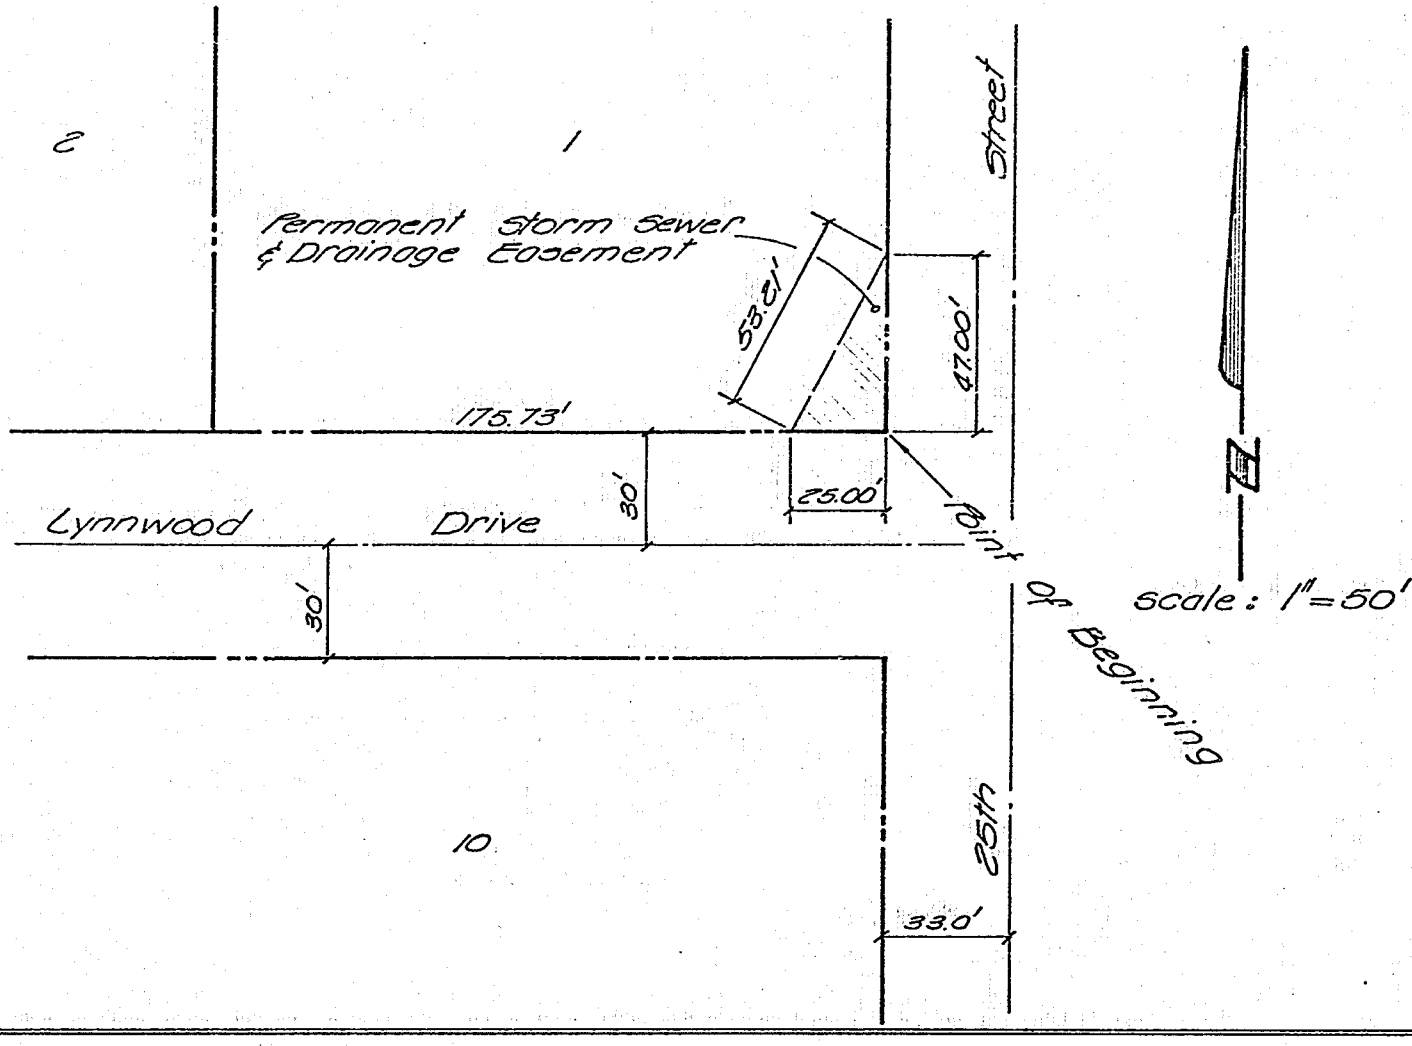 2
1
Street
Permanent Storm Sewer
& Drainage Easement
53.21'
47.00'
175.73'
30'
25.00'
Lynnwood Drive
Point of Beginning
30'
scale: 1"=50'
N
10
25th
33.0'